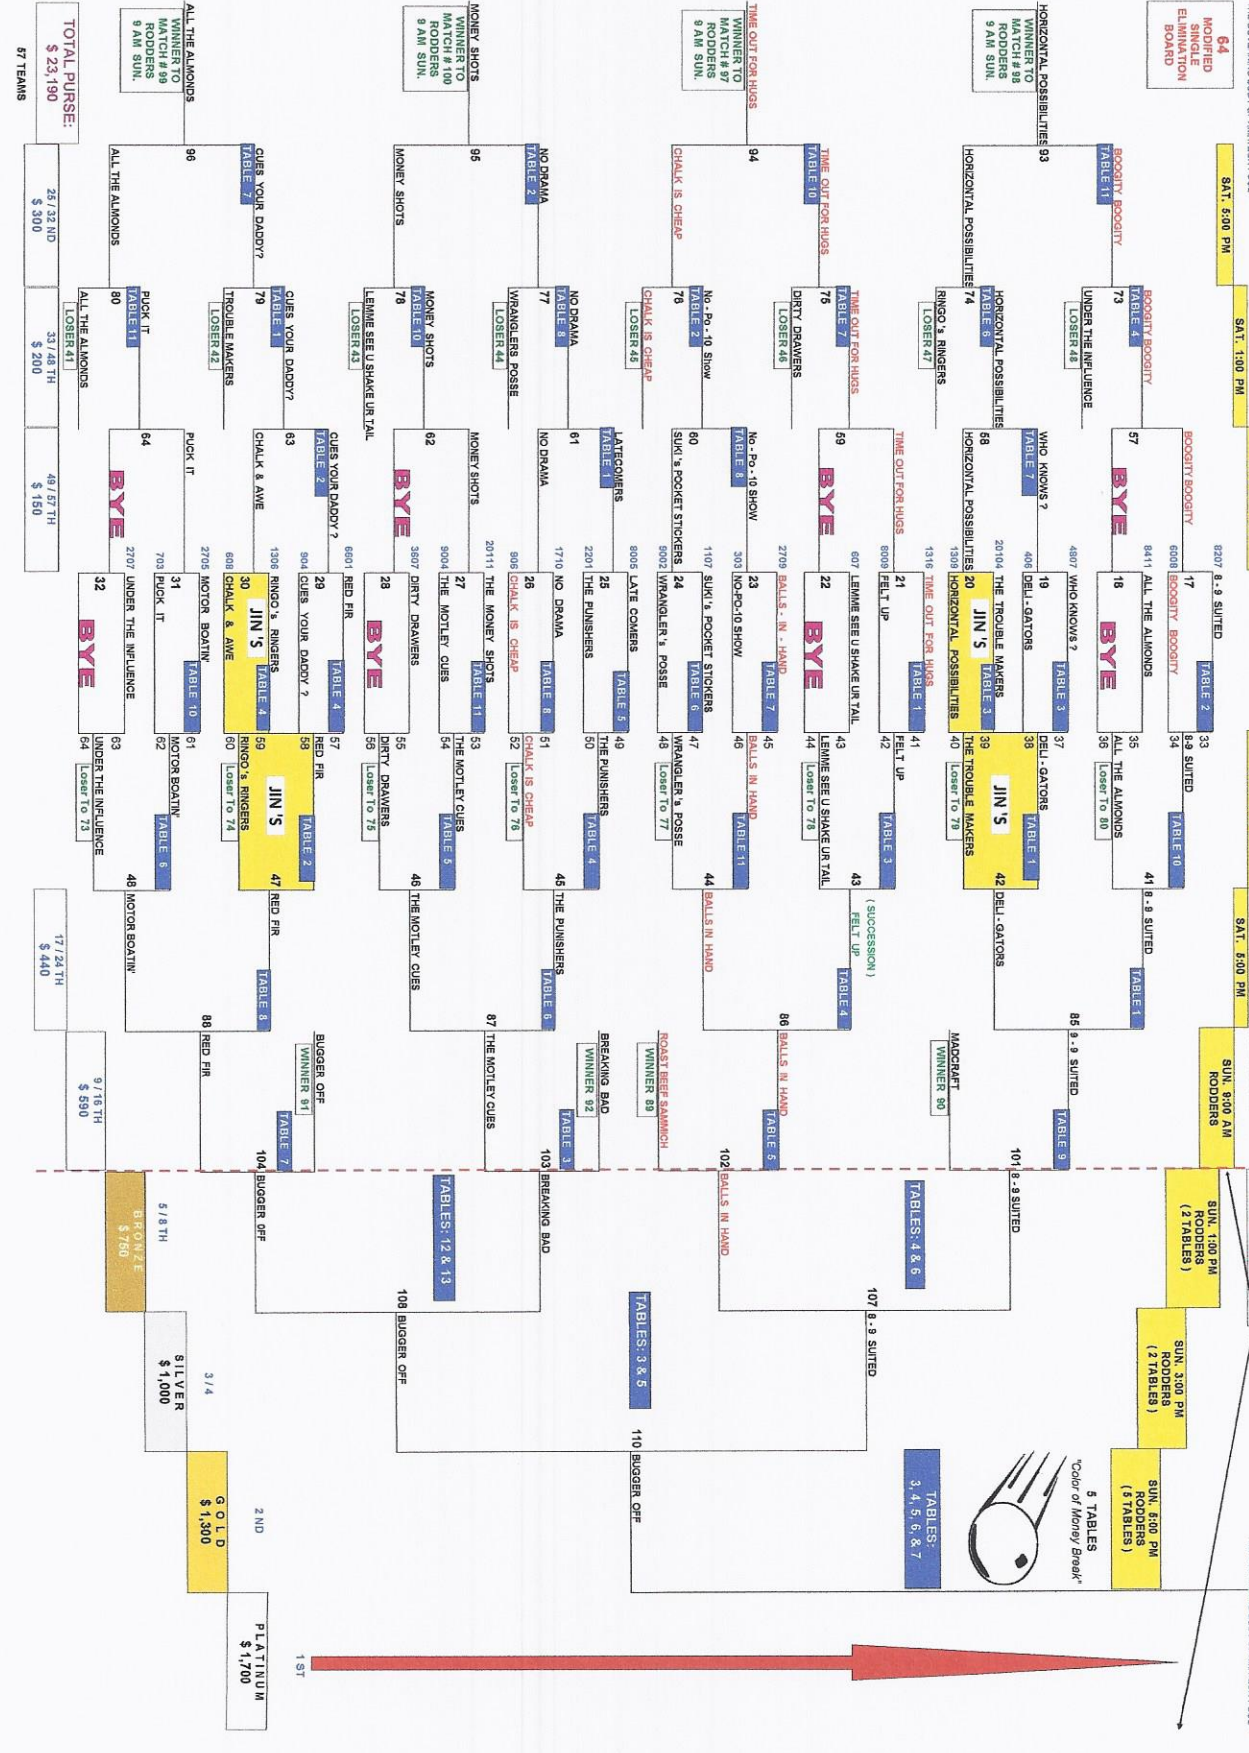 64
MODIFIED
SINGLE
ELIMINATION
BOARD
SAT. 5:00 PM
SAT. 1:00 PM
SAT. 5:00 PM
SUN. 9:00 AM
RODDERS
SUN. 1:00 PM
RODDERS
( 2 TABLES )
SUN. 3:00 PM
RODDERS
( 2 TABLES )
SUN. 5:00 PM
RODDERS
( 5 TABLES )
5 TABLES
"Color of Money Break"
HORIZONTAL POSSIBILITIES
WINNER TO
MATCH # 98
RODDERS
9 AM SUN.
TIME OUT FOR HUGS
WINNER TO
MATCH # 97
RODDERS
9 AM SUN.
MONEY SHOTS
WINNER TO
MATCH # 100
RODDERS
9 AM SUN.
ALL THE ALMONDS
WINNER TO
MATCH # 99
RODDERS
9 AM SUN.
TOTAL PURSE:
$ 23,190
57 TEAMS
BOOGITY BOOGITY
TABLE 11
93
HORIZONTAL POSSIBILITIES
TIME OUT FOR HUGS
TABLE 10
94
CHALK IS CHEAP
NO DRAMA
TABLE 2
95
MONEY SHOTS
CUES YOUR DADDY?
TABLE 7
96
ALL THE ALMONDS
25 / 32 ND
$ 300
BOOGITY BOOGITY
TABLE 4
73
UNDER THE INFLUENCE
LOSER 48
HORIZONTAL POSSIBILITIES
TABLE 6
74
RINGO 's RINGERS
LOSER 47
TIME OUT FOR HUGS
TABLE 7
75
DIRTY DRAWERS
LOSER 46
No - Po - 10 Show
TABLE 2
76
CHALK IS CHEAP
LOSER 45
NO DRAMA
TABLE 8
77
WRANGLERS POSSE
LOSER 44
MONEY SHOTS
TABLE 10
78
LEMME SEE U SHAKE UR TAIL
LOSER 43
CUES YOUR DADDY?
TABLE 1
79
TROUBLE MAKERS
LOSER 42
PUCK IT
TABLE 11
80
ALL THE ALMONDS
LOSER 41
33 / 48 TH
$ 200
BOOGITY BOOGITY
57
BYE
WHO KNOWS ?
TABLE 7
58
HORIZONTAL POSSIBILITIES
TIME OUT FOR HUGS
59
BYE
No - Po - 10 SHOW
TABLE 8
60
SUKI 's POCKET STICKERS
LATECOMERS
TABLE 1
61
NO DRAMA
MONEY SHOTS
62
BYE
CUES YOUR DADDY ?
TABLE 2
63
CHALK & AWE
PUCK IT
64
BYE
49 / 57 TH
$ 150
8207 8 - 9 SUITED
17 TABLE 2
6008 BOOGITY BOOGITY
8411 ALL THE ALMONDS
18
BYE
4807 WHO KNOWS ?
19 TABLE 3
4006 DELI - GATORS
20104 THE TROUBLE MAKERS
20 JIN 'S TABLE 3
1309 HORIZONTAL POSSIBILITIES
1316 TIME OUT FOR HUGS
21 TABLE 1
8009 FELT UP
607 LEMME SEE U SHAKE UR TAIL
22
BYE
2709 BALLS - IN - HAND
23 TABLE 7
303 NO-PO-10 SHOW
1107 SUKI's POCKET STICKERS
24 TABLE 6
9002 WRANGLER 's POSSE
8005 LATE COMERS
25 TABLE 5
2201 THE PUNISHERS
1710 NO DRAMA
26 TABLE 8
906 CHALK IS CHEAP
20111 THE MONEY SHOTS
27 TABLE 11
9004 THE MOTLEY CUES
3607 DIRTY DRAWERS
28
BYE
6601 RED FIR
29 TABLE 4
904 CUES YOUR DADDY ?
1306 RINGO's RINGERS
30 JIN 'S TABLE 4
608 CHALK & AWE
2705 MOTOR BOATIN'
31 TABLE 10
703 PUCK IT
2707 UNDER THE INFLUENCE
32
BYE
33
8-9 SUITED
34
TABLE 10
35
ALL THE ALMONDS
36
Loser To 80
37
DELI - GATORS
38
TABLE 1
JIN 'S
39
THE TROUBLE MAKERS
40
Loser To 79
41
FELT UP
42
TABLE 3
43
LEMME SEE U SHAKE UR TAIL
44
Loser To 78
45
BALLS IN HAND
46
TABLE 11
47
WRANGLER 's POSSE
48
Loser To 77
49
THE PUNISHERS
50
TABLE 4
51
CHALK IS CHEAP
52
Loser To 76
53
THE MOTLEY CUES
54
TABLE 5
55
DIRTY DRAWERS
56
Loser To 75
57
RED FIR
58
TABLE 2
JIN 'S
59
RINGO's RINGERS
60
Loser To 74
61
MOTOR BOATIN'
62
TABLE 6
63
UNDER THE INFLUENCE
64
Loser To 73
41 8 - 9 SUITED
TABLE 1
42 DELI - GATORS
( SUCCESSION )
43 FELT UP
TABLE 4
44 BALLS IN HAND
45 THE PUNISHERS
TABLE 6
46 THE MOTLEY CUES
47 RED FIR
TABLE 8
48 MOTOR BOATIN'
17 / 24 TH
$ 440
85 9 - 9 SUITED
TABLE 9
MADCRAFT
WINNER 90
86 BALLS IN HAND
TABLE 5
ROAST BEEF SAMMICH
WINNER 89
BREAKING BAD
WINNER 92
TABLE 3
87 THE MOTLEY CUES
BUGGER OFF
WINNER 91
TABLE 7
88 RED FIR
9 / 16 TH
$ 590
101 8 - 9 SUITED
TABLES: 4 & 6
102 BALLS IN HAND
103 BREAKING BAD
TABLES: 12 & 13
104 BUGGER OFF
5 / 8 TH
BRONZE
$ 750
107 8 - 9 SUITED
TABLES: 3 & 5
108 BUGGER OFF
3 / 4
SILVER
$ 1,000
TABLES:
3, 4, 5, 6, & 7
110 BUGGER OFF
2 ND
GOLD
$ 1,300
1 ST
PLATINUM
$ 1,700